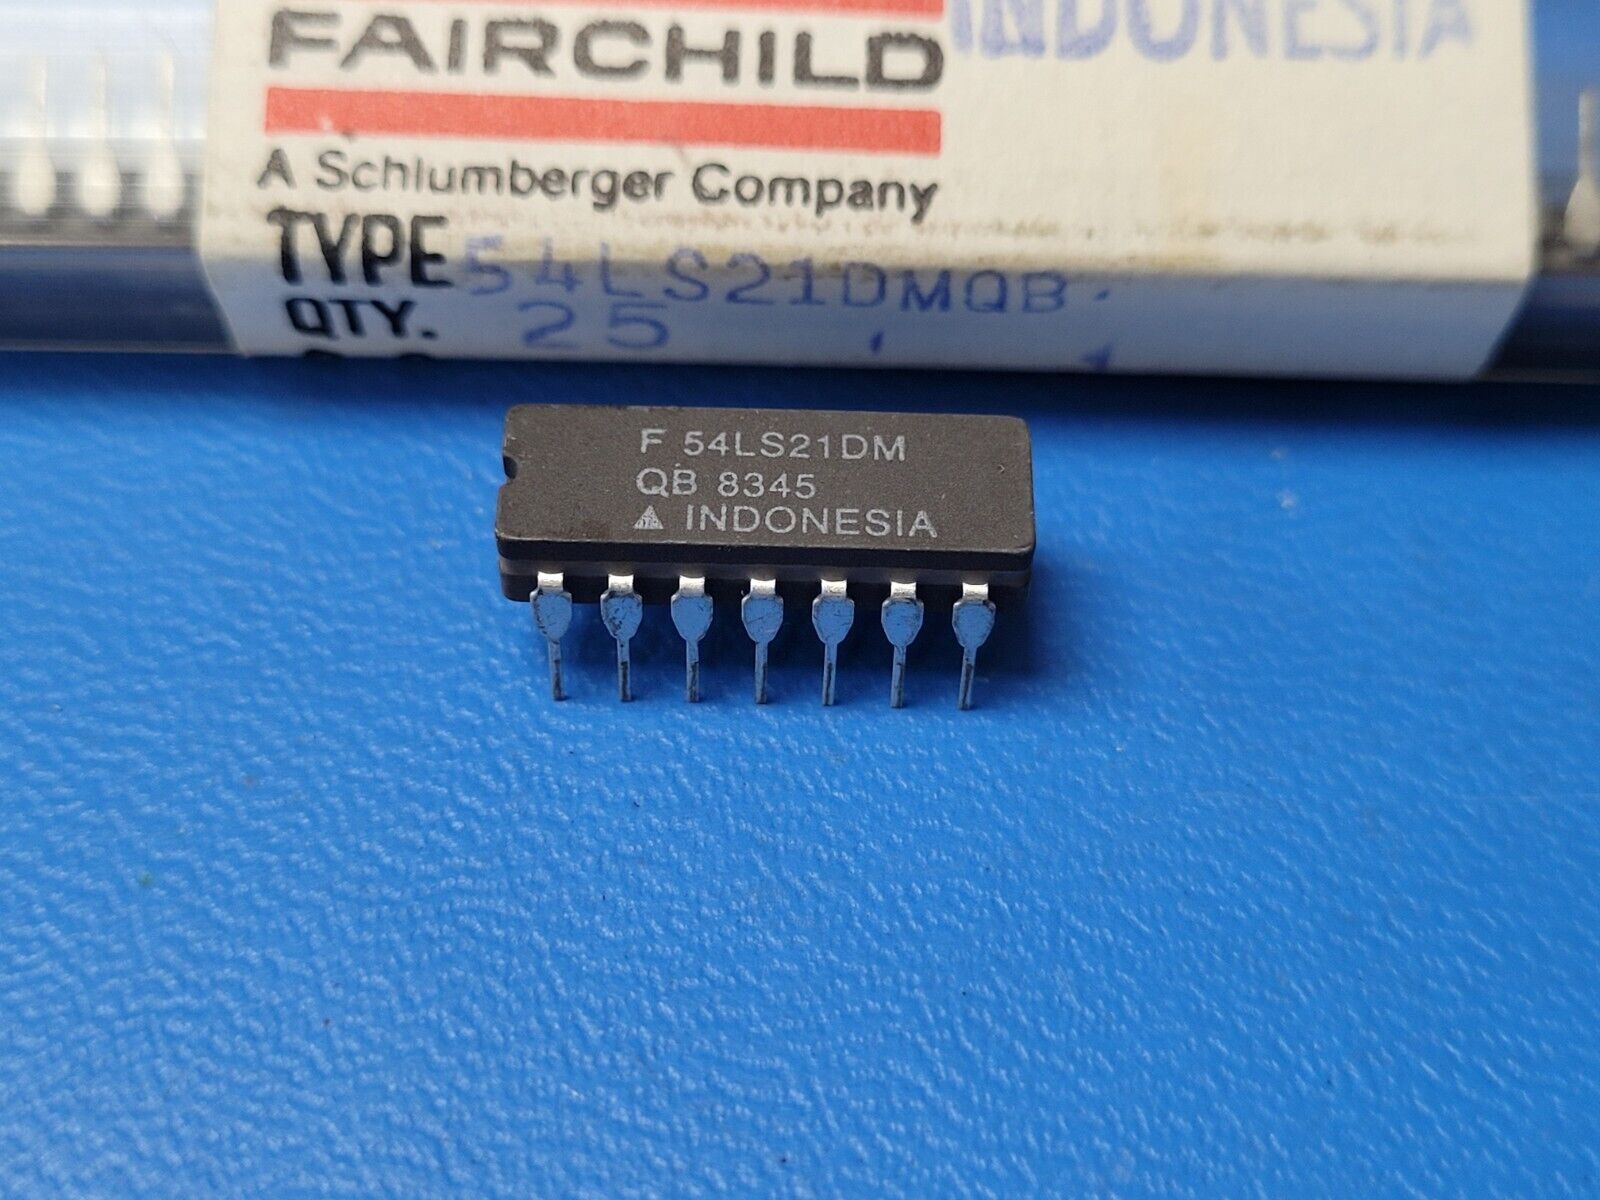 FAIRCHILD
INDONESIA
A Schlumberger Company
TYPE 54LS21DMQB
QTY. 25
F 54LS21DM
QB 8345
INDONESIA